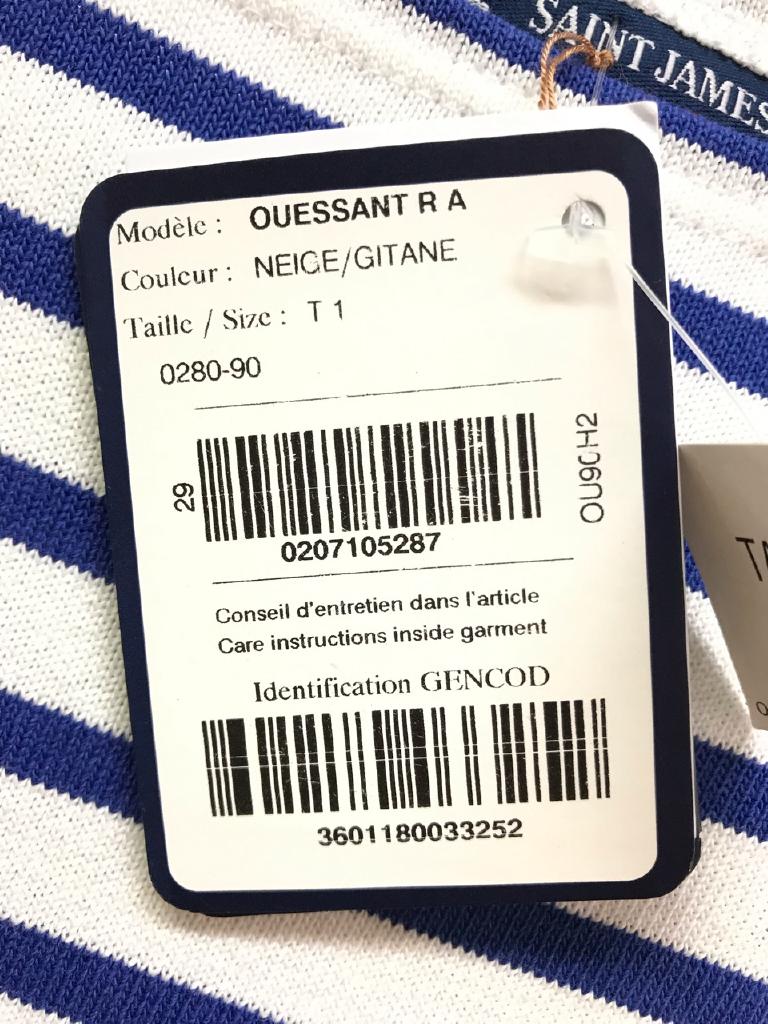 SAINT JAMES
Modèle : OUESSANT R A
Couleur : NEIGE/GITANE
Taille / Size : T 1
0280-90
29
OU9CH2
0207105287
Conseil d'entretien dans l'article
Care instructions inside garment
Identification GENCOD
3601180033252